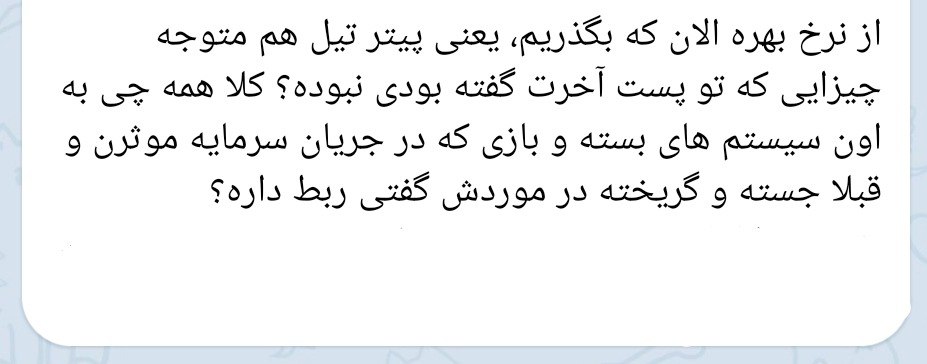 از نرخ بهره الان که بگذریم، یعنی پیتر تیل هم متوجه
چیزایی که تو پست آخرت گفته بودی نبوده؟ کلا همه چی به
اون سیستم های بسته و بازی که در جریان سرمایه موثرن و
قبلا جسته و گریخته در موردش گفتی ربط داره؟